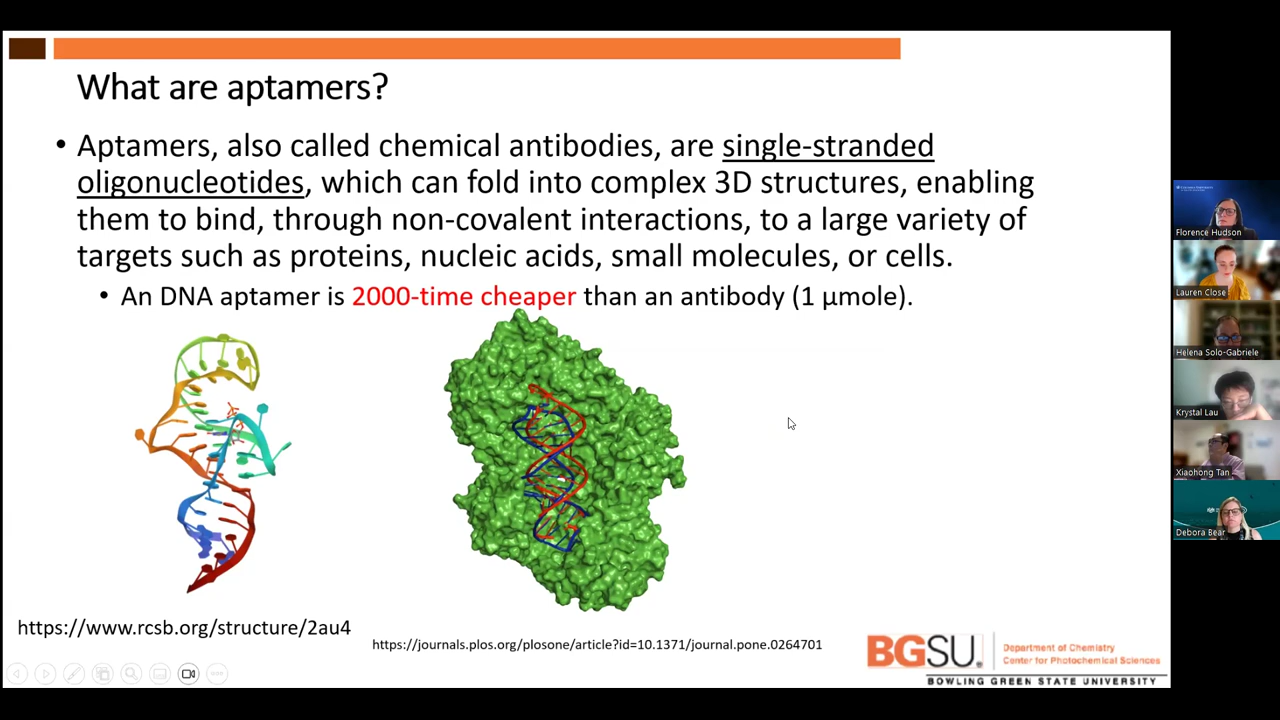 What are aptamers?
• Aptamers, also called chemical antibodies, are single-stranded
oligonucleotides, which can fold into complex 3D structures, enabling
them to bind, through non-covalent interactions, to a large variety of
targets such as proteins, nucleic acids, small molecules, or cells.
• An DNA aptamer is 2000-time cheaper than an antibody (1 µmole).
https://www.rcsb.org/structure/2au4
https://journals.plos.org/plosone/article?id=10.1371/journal.pone.0264701
BGSU.
Department of Chemistry
Center for Photochemical Sciences
BOWLING GREEN STATE UNIVERSITY
Florence Hudson
Lauren Close
Helena Solo-Gabriele
Krystal Lau
Xiaohong Tan
Debora Bear